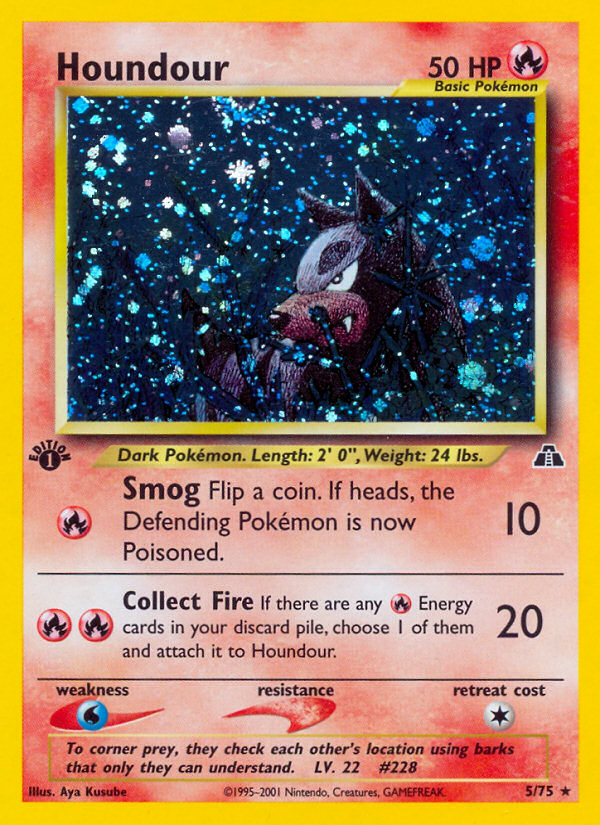 Houndour
50 HP
Basic Pokémon
Dark Pokémon. Length: 2' 0", Weight: 24 lbs.
EDITION
1
Smog Flip a coin. If heads, the
Defending Pokémon is now
Poisoned.
10
Collect Fire If there are any Energy
cards in your discard pile, choose 1 of them
and attach it to Houndour.
20
weakness
resistance
retreat cost
To corner prey, they check each other's location using barks
that only they can understand. LV. 22 #228
Illus. Aya Kusube
©1995-2001 Nintendo, Creatures, GAMEFREAK.
5/75 ★